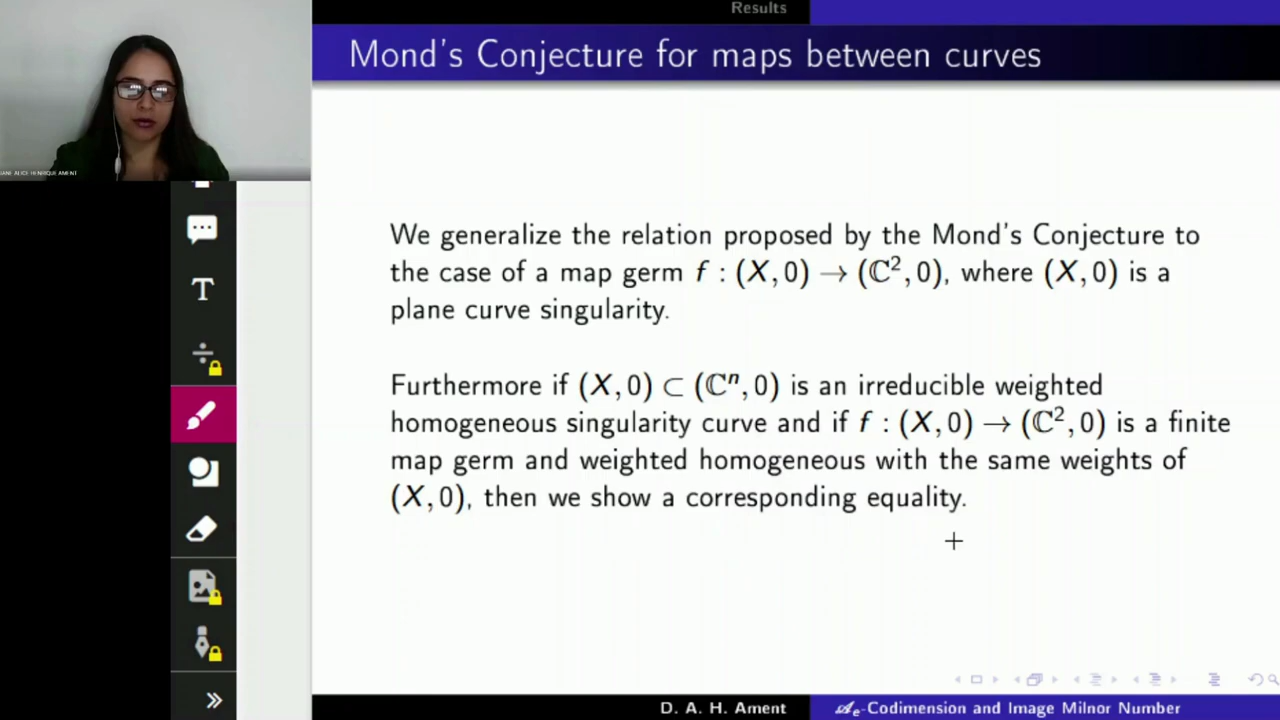 Results
Mond's Conjecture for maps between curves
We generalize the relation proposed by the Mond's Conjecture to
the case of a map germ f : (X, 0) → (ℂ², 0), where (X, 0) is a
plane curve singularity.
Furthermore if (X, 0) ⊂ (ℂⁿ, 0) is an irreducible weighted
homogeneous singularity curve and if f : (X, 0) → (ℂ², 0) is a finite
map germ and weighted homogeneous with the same weights of
(X, 0), then we show a corresponding equality.
D. A. H. Ament
𝒜ₑ-Codimension and Image Milnor Number